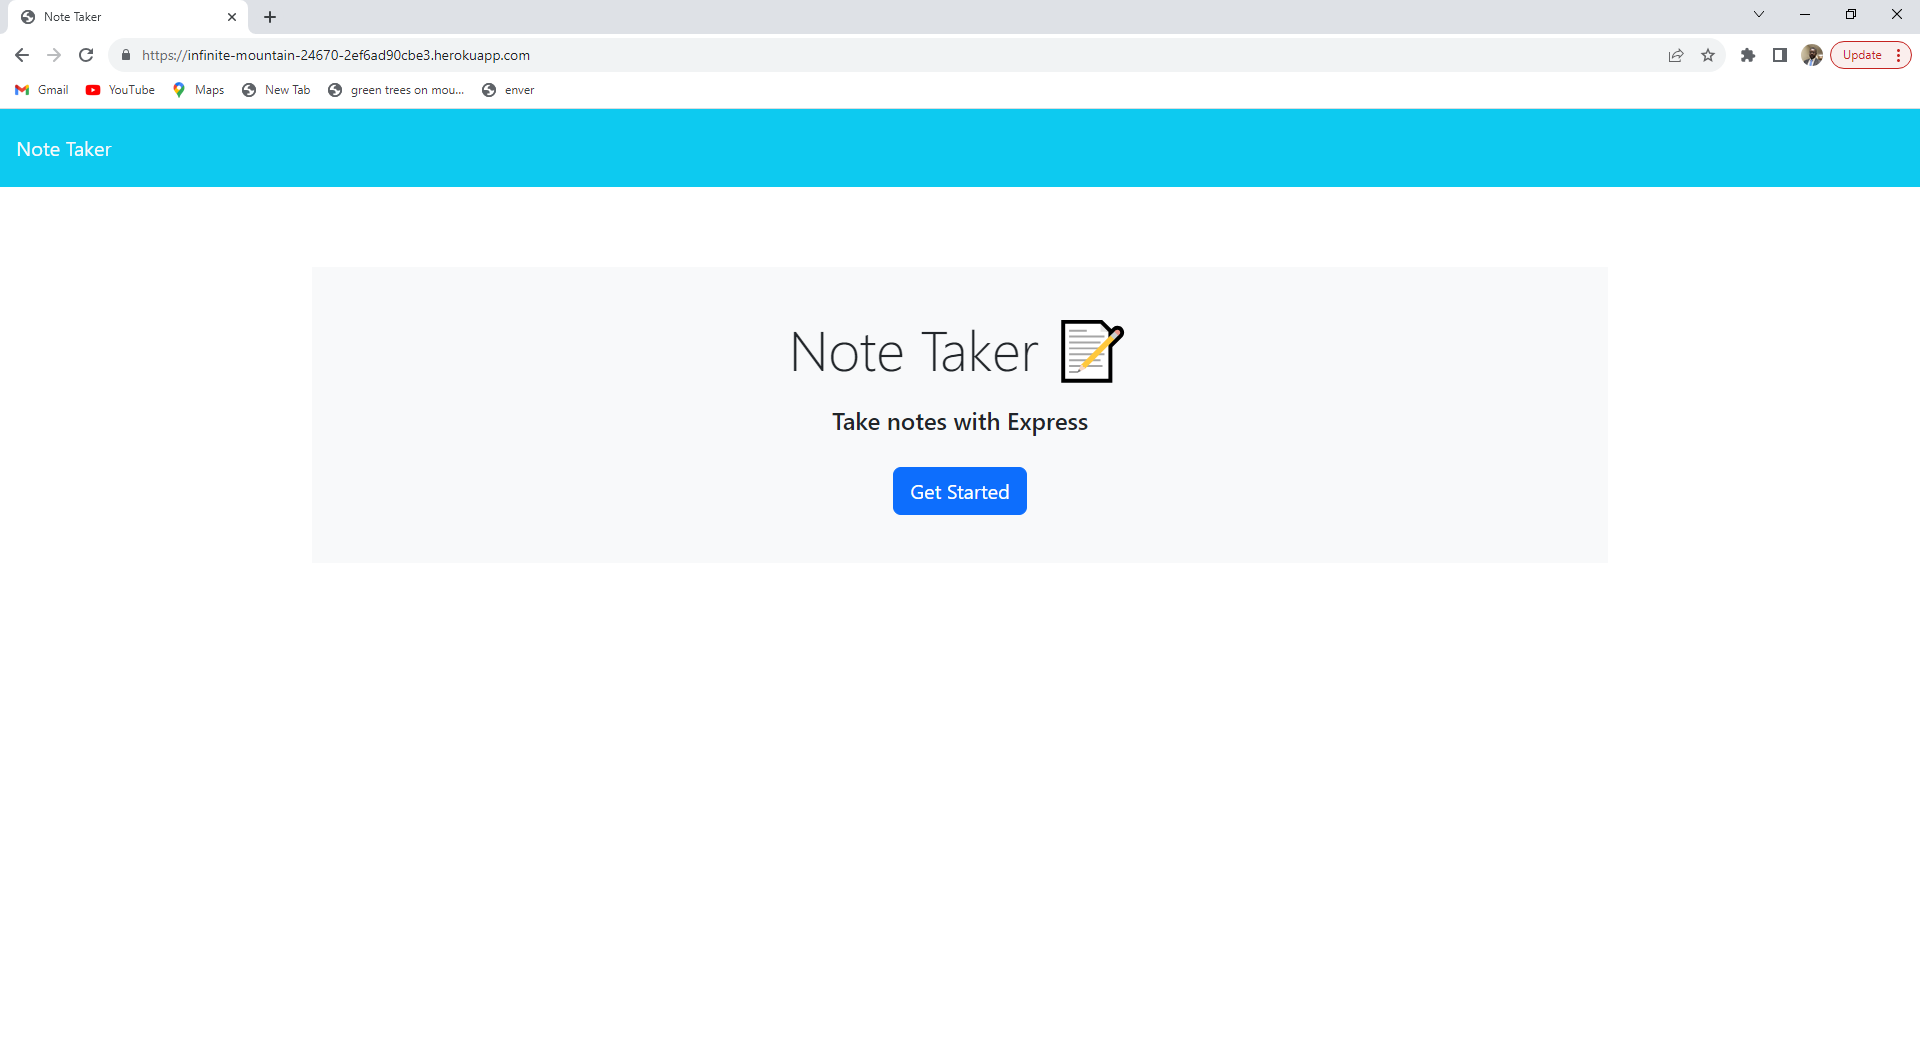 Note Taker
https://infinite-mountain-24670-2ef6ad90cbe3.herokuapp.com
Update
Gmail
YouTube
Maps
New Tab
green trees on mou...
enver
Note Taker
Note Taker
Take notes with Express
Get Started